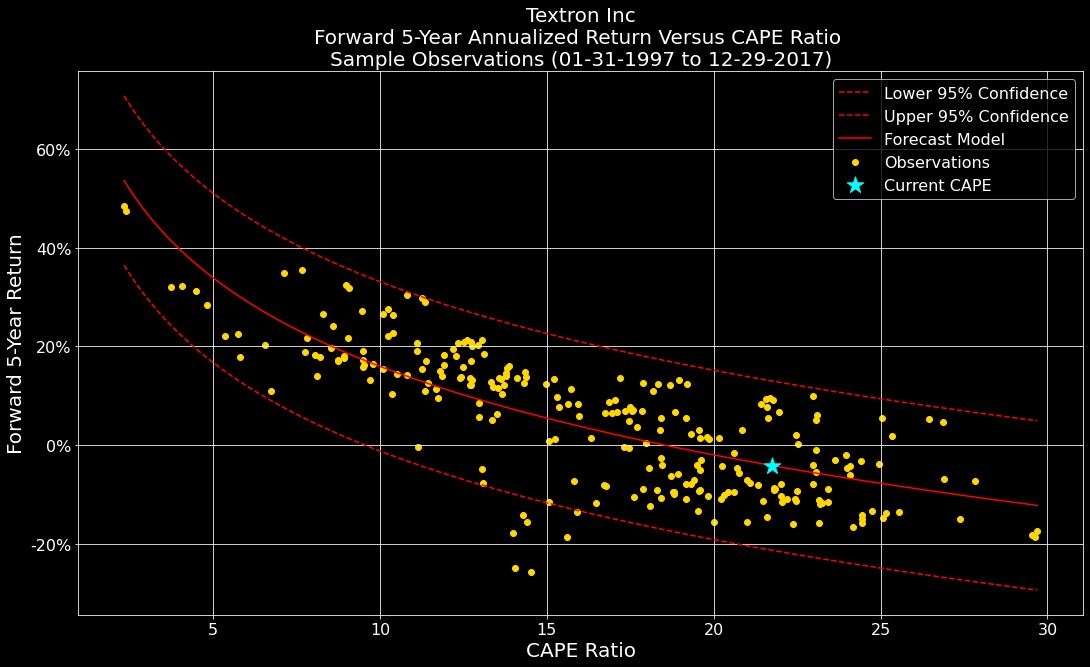 Textron Inc
Forward 5-Year Annualized Return Versus CAPE Ratio
Sample Observations (01-31-1997 to 12-29-2017)
Lower 95% Confidence
Upper 95% Confidence
Forecast Model
Observations
Current CAPE
Forward 5-Year Return
60%
40%
20%
0%
-20%
5 10 15 20 25 30
CAPE Ratio